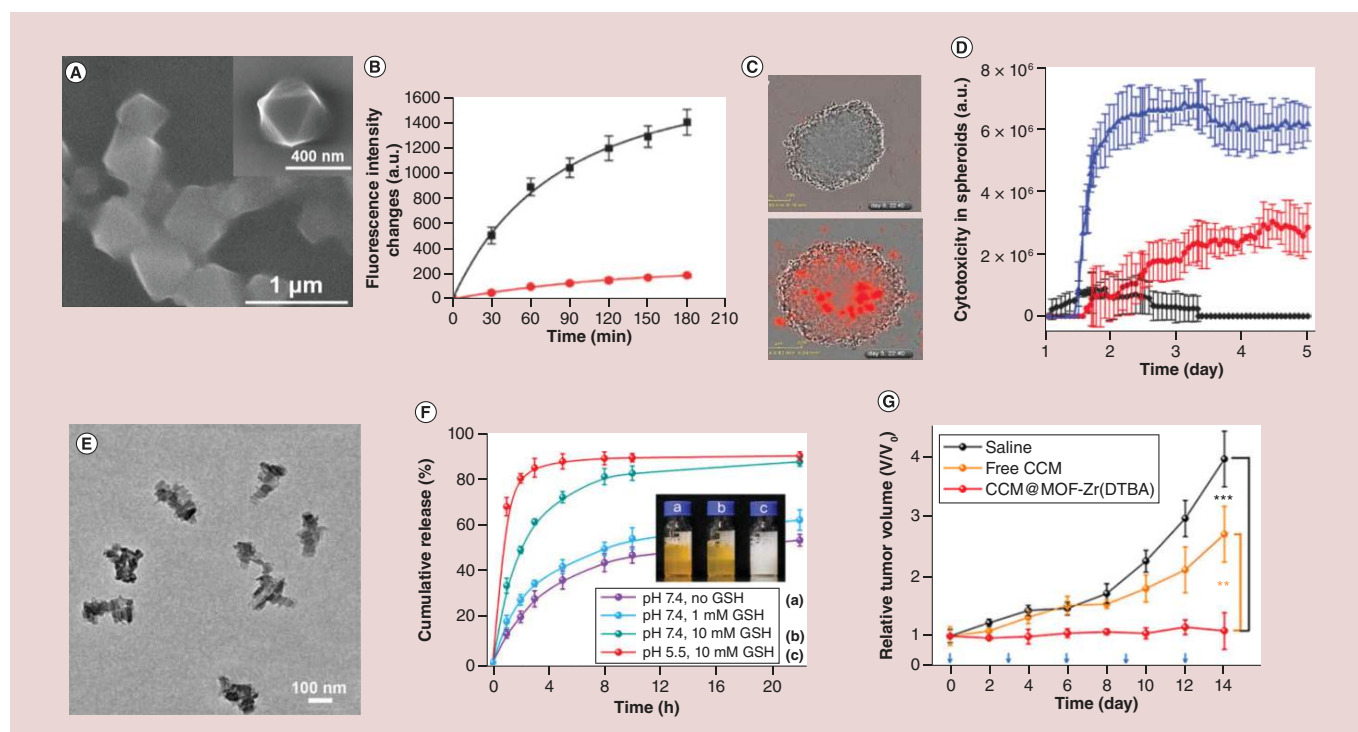 A
400 nm
1 µm
B
Fluorescence intensity
changes (a.u.)
1600
1400
1200
1000
800
600
400
200
0
0 30 60 90 120 150 180 210
Time (min)
C
D
Cytotoxicity in spheroids (a.u.)
8 × 10⁶
6 × 10⁶
4 × 10⁶
2 × 10⁶
0
1 2 3 4 5
Time (day)
E
100 nm
F
Cumulative release (%)
100
80
60
40
20
0
a b c
pH 7.4, no GSH (a)
pH 7.4, 1 mM GSH
pH 7.4, 10 mM GSH (b)
pH 5.5, 10 mM GSH (c)
0 4 8 12 16 20
Time (h)
G
Relative tumor volume (V/V₀)
4
3
2
1
0
Saline
Free CCM
CCM@MOF-Zr(DTBA)
***
**
0 2 4 6 8 10 12 14
Time (day)